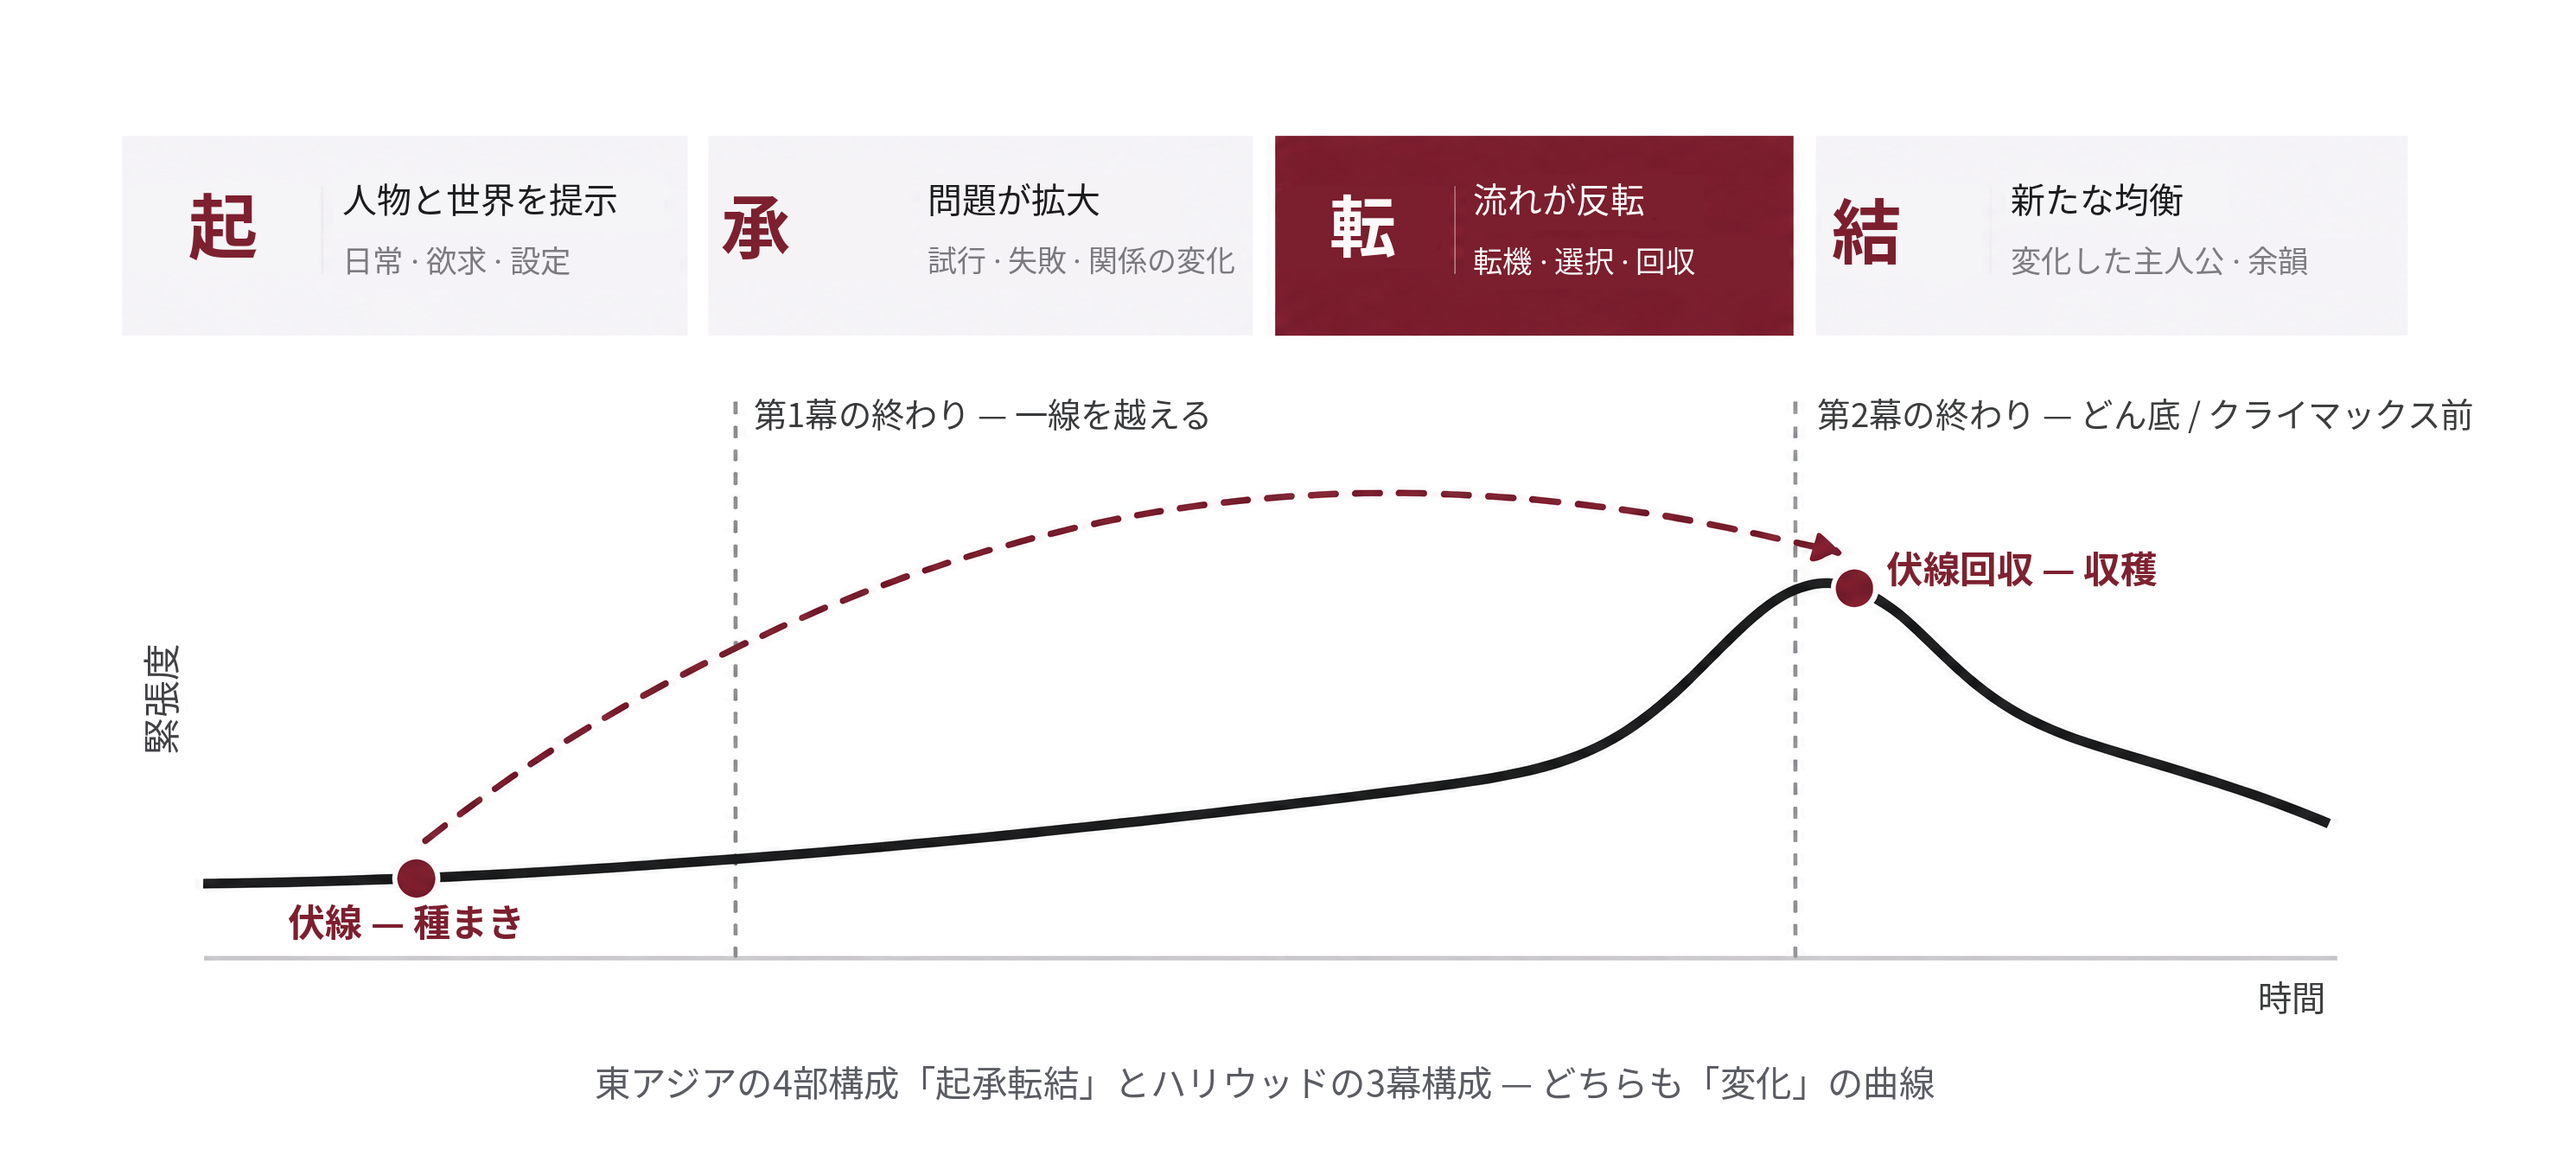 起
人物と世界を提示
日常・欲求・設定
承
問題が拡大
試行・失敗・関係の変化
転
流れが反転
転機・選択・回収
結
新たな均衡
変化した主人公・余韻
第1幕の終わり — 一線を越える
第2幕の終わり — どん底 / クライマックス前
伏線回収 — 収穫
緊張度
伏線 — 種まき
時間
東アジアの4部構成「起承転結」とハリウッドの3幕構成 — どちらも「変化」の曲線